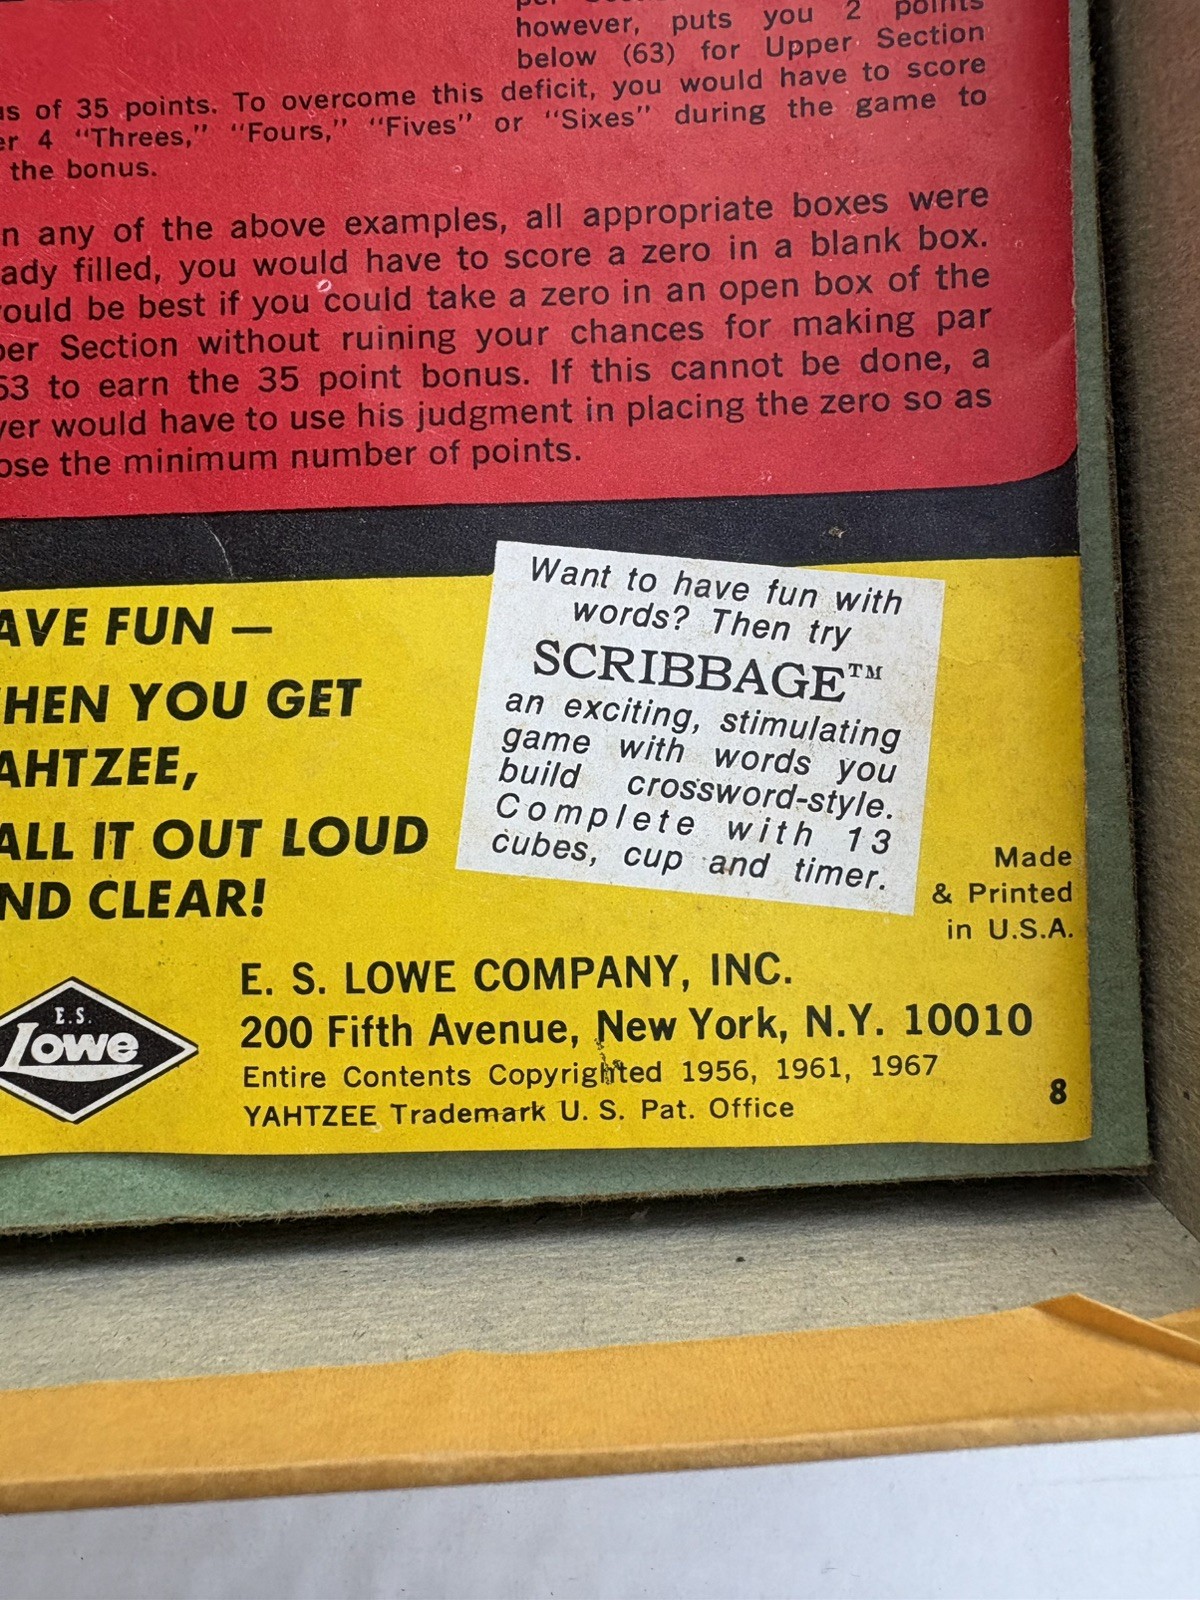 however, puts you 2 points
below (63) for Upper Section
of 35 points. To overcome this deficit, you would have to score
4 "Threes," "Fours," "Fives" or "Sixes" during the game to
the bonus.
any of the above examples, all appropriate boxes were
filled, you would have to score a zero in a blank box.
be best if you could take a zero in an open box of the
Section without ruining your chances for making par
63 to earn the 35 point bonus. If this cannot be done, a
would have to use his judgment in placing the zero so as
the minimum number of points.
AVE FUN —
HEN YOU GET
AHTZEE,
ALL IT OUT LOUD
ND CLEAR!
Want to have fun with
words? Then try
SCRIBBAGE™
an exciting, stimulating
game with words you
build crossword-style.
Complete with 13
cubes, cup and timer.
Made
& Printed
in U.S.A.
E.S.
Lowe
E. S. LOWE COMPANY, INC.
200 Fifth Avenue, New York, N.Y. 10010
Entire Contents Copyrighted 1956, 1961, 1967
YAHTZEE Trademark U. S. Pat. Office
8